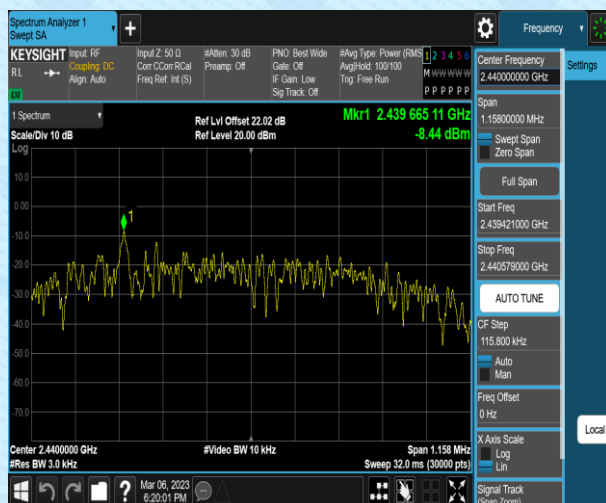 Spectrum Analyzer 1
Swept SA
+
Frequency
KEYSIGHT
RL
Input: RF
Coupling: DC
Align: Auto
Input Z: 50 Ω
Corr CCorr RCal
Freq Ref: Int (S)
#Atten: 30 dB
Preamp: Off
PNO: Best Wide
Gate: Off
IF Gain: Low
Sig Track: Off
#Avg Type: Power (RMS
Avg|Hold: 100/100
Trig: Free Run
1 2 3 4 5 6
M W W W W W
P P P P P P
LXI
1 Spectrum
Scale/Div 10 dB
Ref Lvl Offset 22.02 dB
Ref Level 20.00 dBm
Mkr1 2.439 665 11 GHz
-8.44 dBm
Log
10.0
0.00
-10.0
-20.0
-30.0
-40.0
-50.0
-60.0
-70.0
1
Center 2.4400000 GHz
#Res BW 3.0 kHz
#Video BW 10 kHz
Span 1.158 MHz
Sweep 32.0 ms (30000 pts)
Mar 06, 2023
6:20:01 PM
?
Center Frequency
2.440000000 GHz
Span
1.15800000 MHz
Swept Span
Zero Span
Full Span
Start Freq
2.439421000 GHz
Stop Freq
2.440579000 GHz
AUTO TUNE
CF Step
115.800 kHz
Auto
Man
Freq Offset
0 Hz
X Axis Scale
Log
Lin
Signal Track
(Span Zoom)
Settings
Local